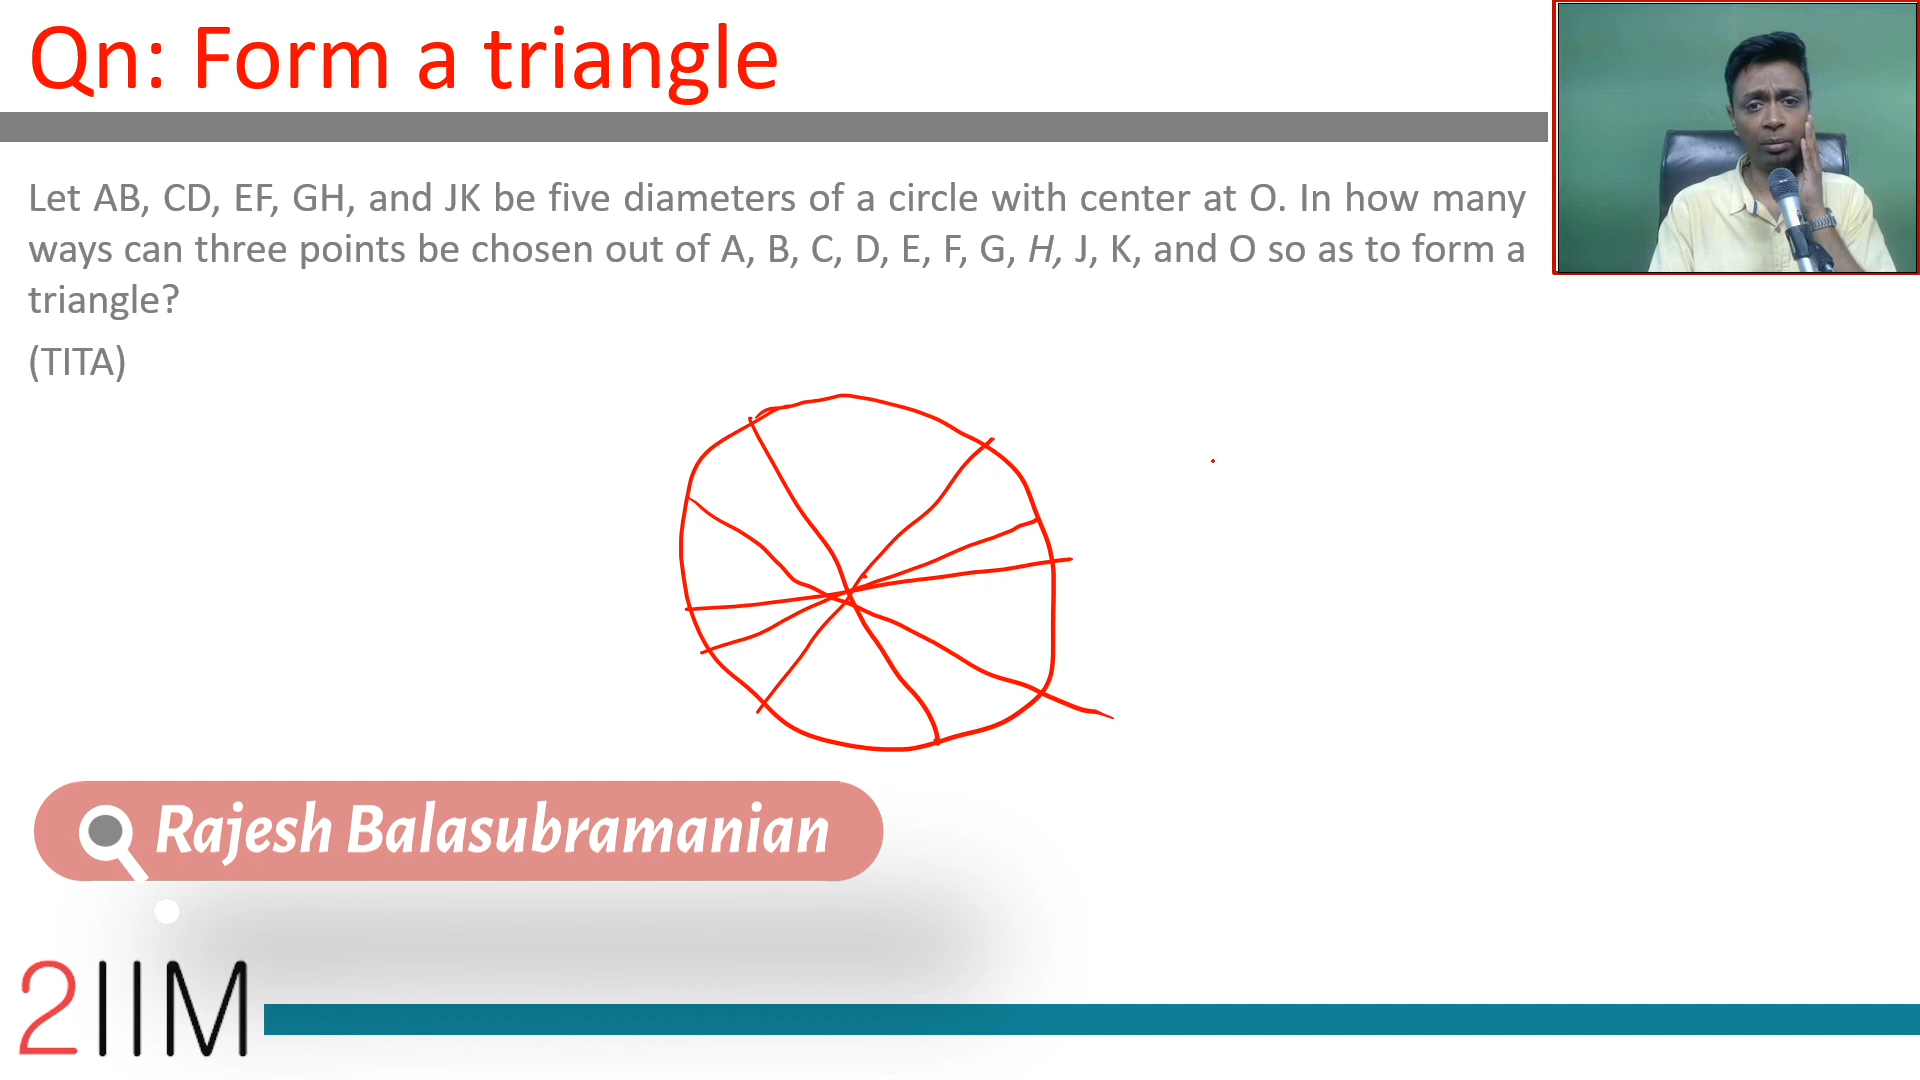 Qn: Form a triangle
Let AB, CD, EF, GH, and JK be five diameters of a circle with center at O. In how many
ways can three points be chosen out of A, B, C, D, E, F, G, H, J, K, and O so as to form a
triangle?
(TITA)
Rajesh Balasubramanian
2IIM